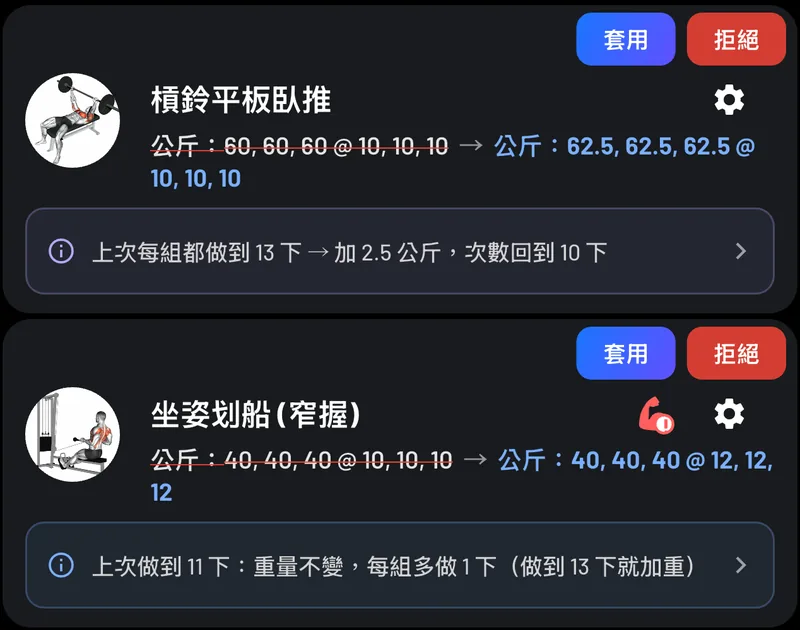 套用 拒絕
槓鈴平板臥推
公斤：60, 60, 60 @ 10, 10, 10 → 公斤：62.5, 62.5, 62.5 @
10, 10, 10
上次每組都做到 13 下 → 加 2.5 公斤，次數回到 10 下
套用 拒絕
坐姿划船 (窄握)
公斤：40, 40, 40 @ 10, 10, 10 → 公斤：40, 40, 40 @ 12, 12,
12
上次做到 11 下：重量不變，每組多做 1 下（做到 13 下就加重）